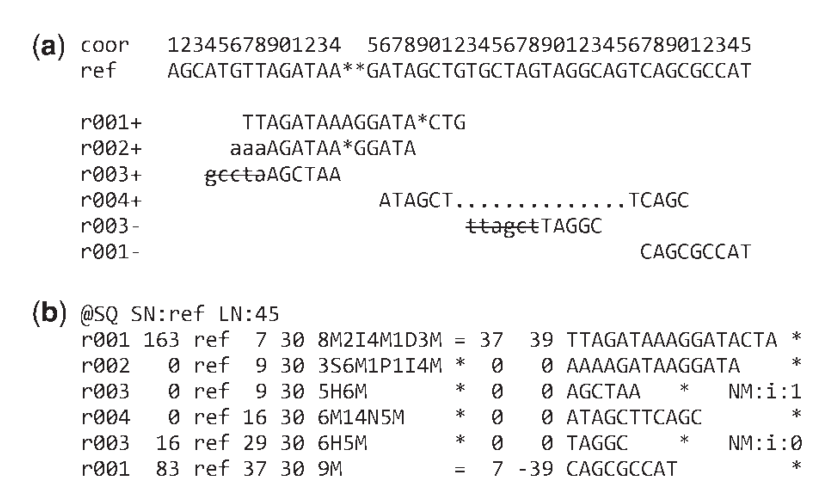 (a) coor 12345678901234 5678901234567890123456789012345
ref AGCATGTTAGATAA**GATAGCTGTGCTAGTAGGCAGTCAGCGCCAT
r001+ TTAGATAAAGGATA*CTG
r002+ aaaAGATAA*GGATA
r003+ gcctaAGCTAA
r004+ ATAGCT..............TCAGC
r003- ttagctTAGGC
r001- CAGCGCCAT
(b) @SQ SN:ref LN:45
r001 163 ref 7 30 8M2I4M1D3M = 37 39 TTAGATAAAGGATACTA *
r002 0 ref 9 30 3S6M1P1I4M * 0 0 AAAAGATAAGGATA *
r003 0 ref 9 30 5H6M * 0 0 AGCTAA * NM:i:1
r004 0 ref 16 30 6M14N5M * 0 0 ATAGCTTCAGC *
r003 16 ref 29 30 6H5M * 0 0 TAGGC * NM:i:0
r001 83 ref 37 30 9M = 7 -39 CAGCGCCAT *